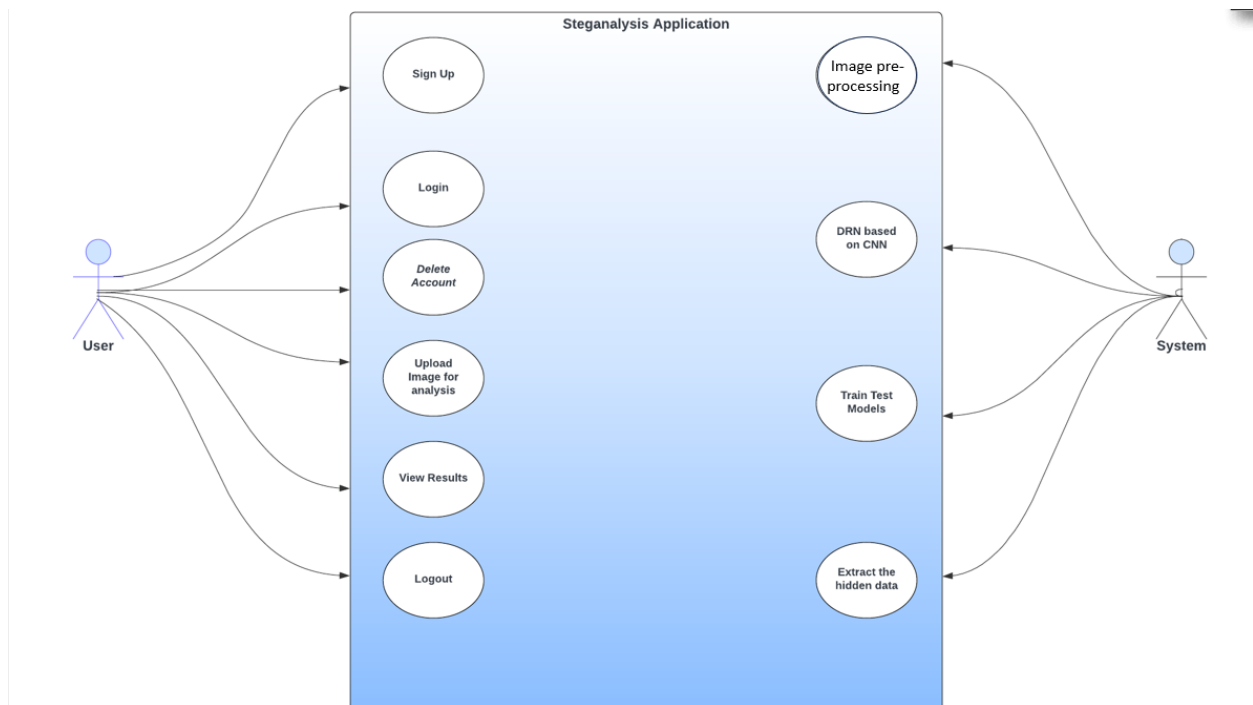 Steganalysis Application
Sign Up
Image pre-
processing
Login
DRN based
on CNN
Delete
Account
User
System
Upload
Image for
analysis
Train Test
Models
View Results
Logout
Extract the
hidden data